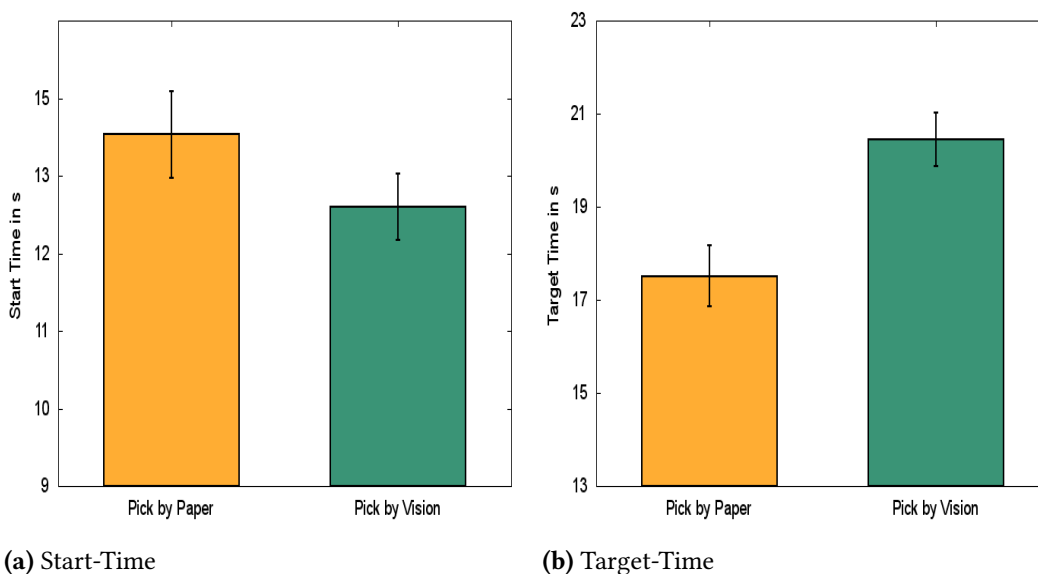 15
13
12
11
10
9
Start Time in s
Pick by Paper
Pick by Vision
(a) Start-Time
23
21
19
17
15
13
Target Time in s
Pick by Paper
Pick by Vision
(b) Target-Time